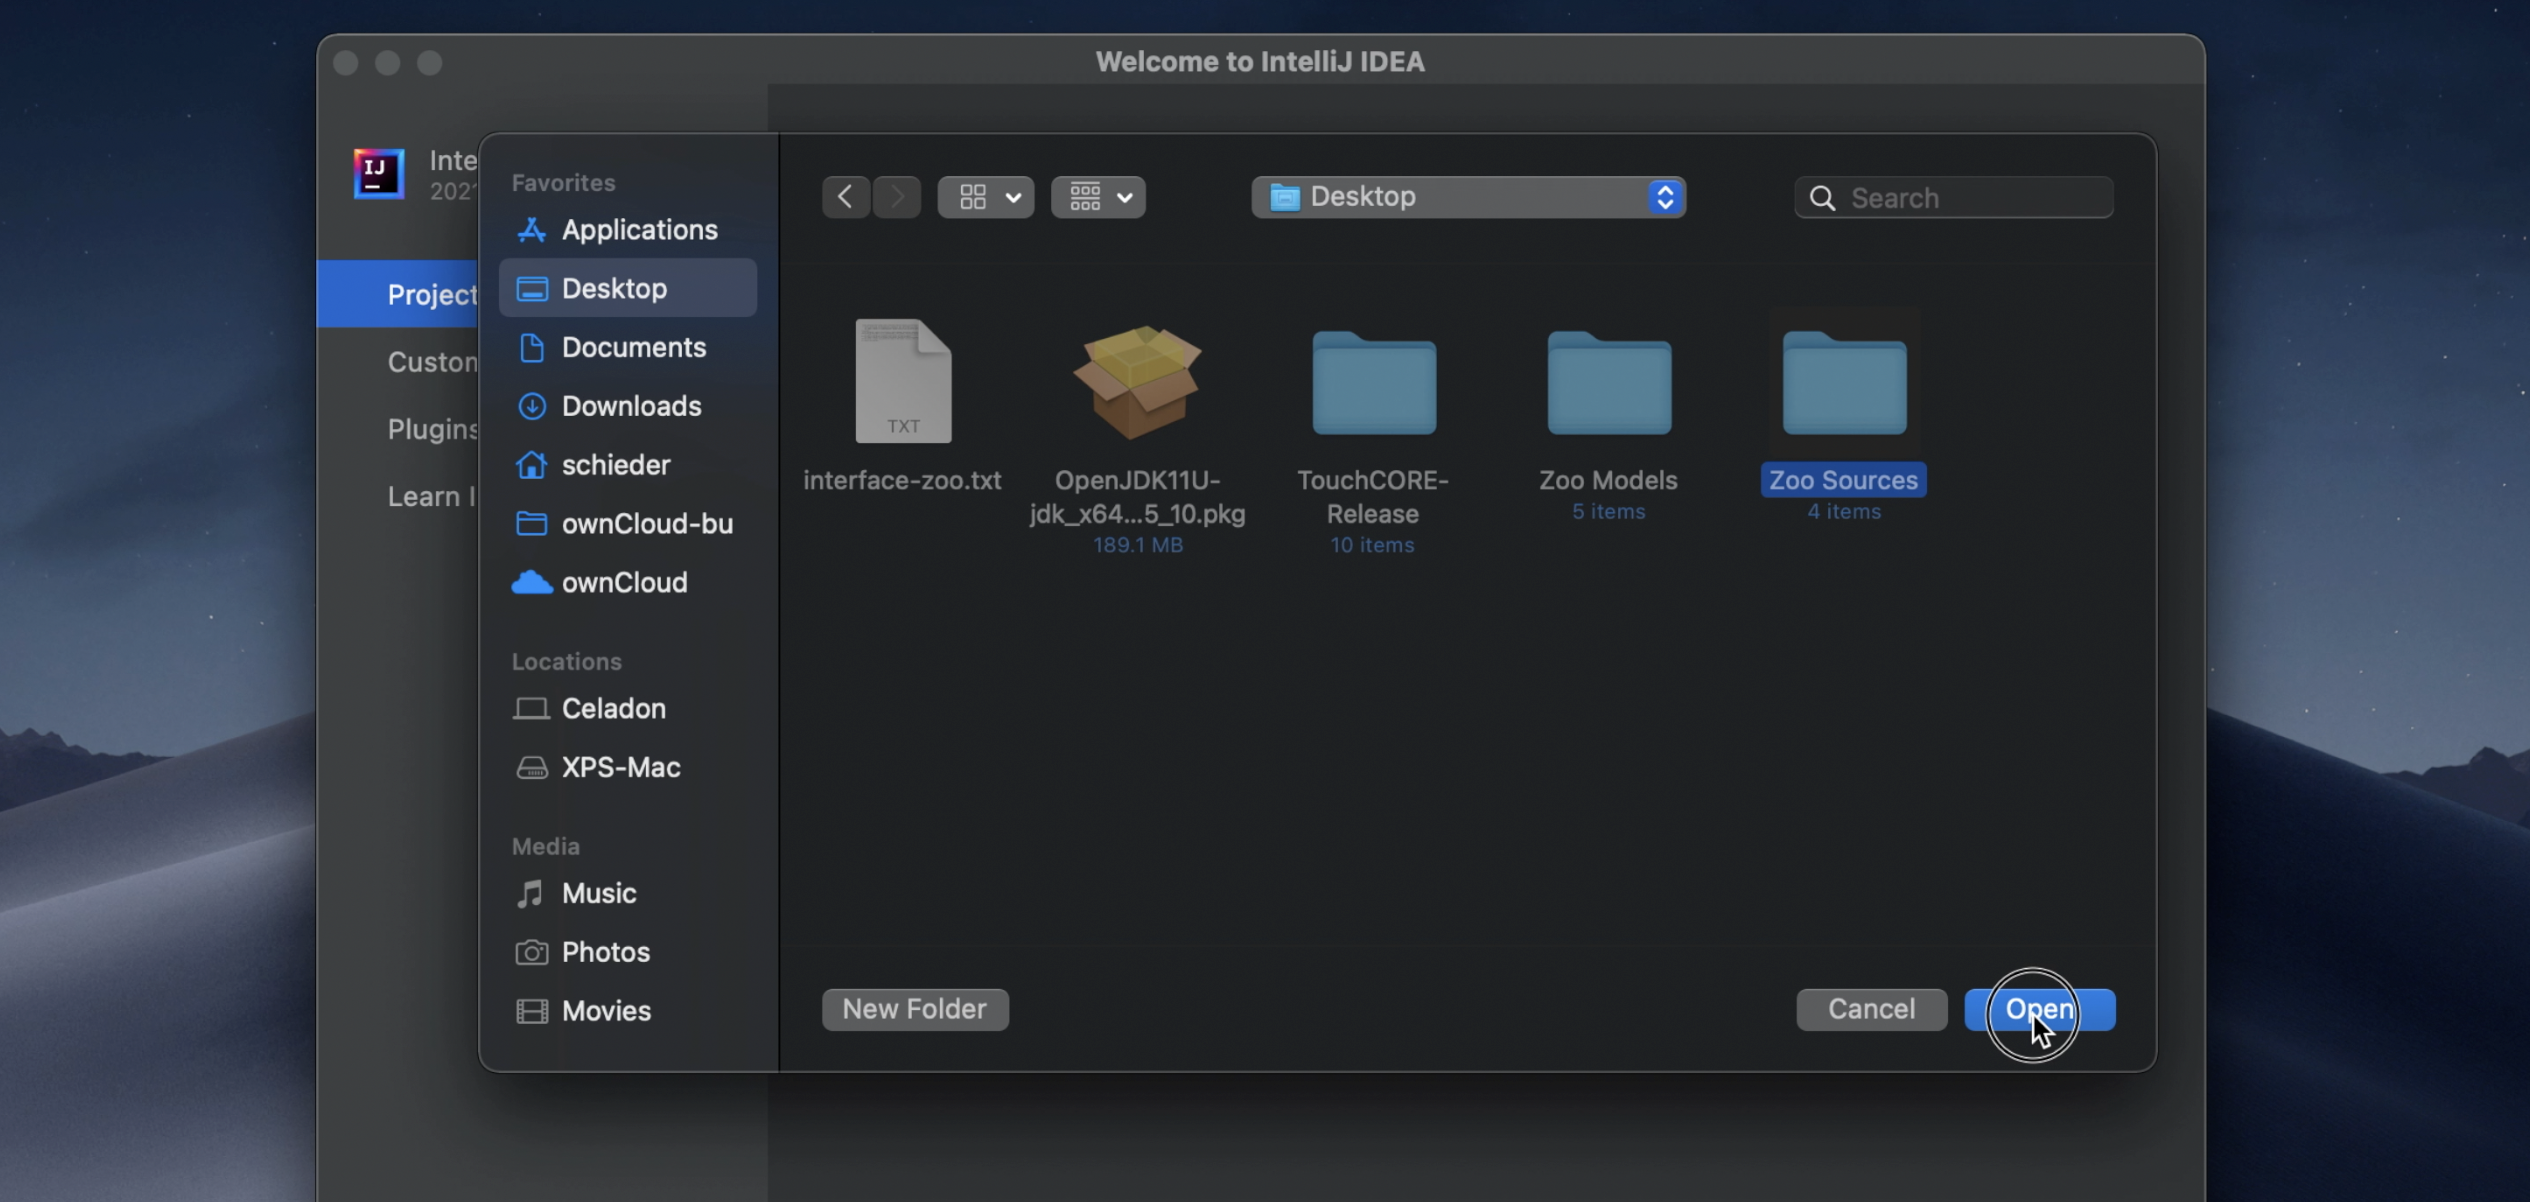 Welcome to IntelliJ IDEA
IJ
Inte
202
Project
Custom
Plugins
Learn I
Favorites
Applications
Desktop
Documents
Downloads
schieder
ownCloud-bu
ownCloud
Locations
Celadon
XPS-Mac
Media
Music
Photos
Movies
Desktop
Search
TXT
interface-zoo.txt
OpenJDK11U-
jdk_x64...5_10.pkg
189.1 MB
TouchCORE-
Release
10 items
Zoo Models
5 items
Zoo Sources
4 items
New Folder
Cancel
Open